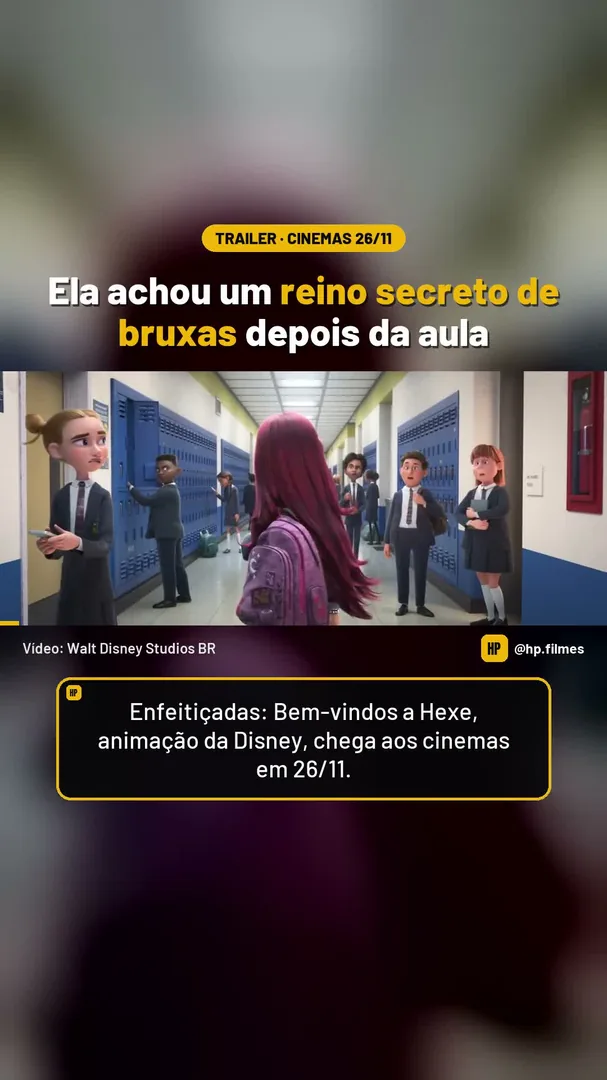 TRAILER · CINEMAS 26/11
Ela achou um reino secreto de
bruxas depois da aula
Vídeo: Walt Disney Studios BR
HP @hp.filmes
HP
Enfeitiçadas: Bem-vindos a Hexe,
animação da Disney, chega aos cinemas
em 26/11.